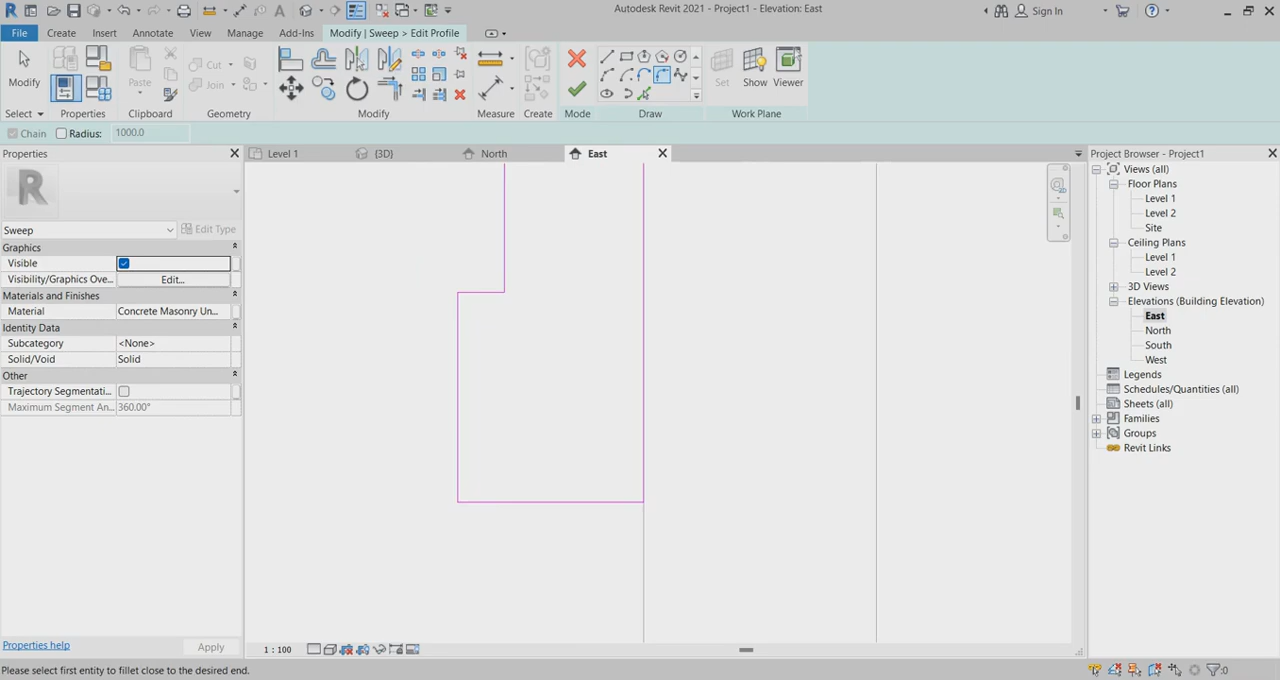 Autodesk Revit 2021 - Project1 - Elevation: East
Sign In
File
Create
Insert
Annotate
View
Manage
Add-Ins
Modify | Sweep > Edit Profile
Modify
Paste
Cut
Join
Set
Show
Viewer
Select
Properties
Clipboard
Geometry
Modify
Measure
Create
Mode
Draw
Work Plane
Chain
Radius:
1000.0
Properties
Level 1
{3D}
North
East
Project Browser - Project1
Sweep
Edit Type
Graphics
Visible
Visibility/Graphics Ove...
Edit...
Materials and Finishes
Material
Concrete Masonry Un...
Identity Data
Subcategory
<None>
Solid/Void
Solid
Other
Trajectory Segmentati...
Maximum Segment An...
360.00°
Views (all)
Floor Plans
Level 1
Level 2
Site
Ceiling Plans
Level 1
Level 2
3D Views
Elevations (Building Elevation)
East
North
South
West
Legends
Schedules/Quantities (all)
Sheets (all)
Families
Groups
Revit Links
Properties help
Apply
1 : 100
Please select first entity to fillet close to the desired end.
:0